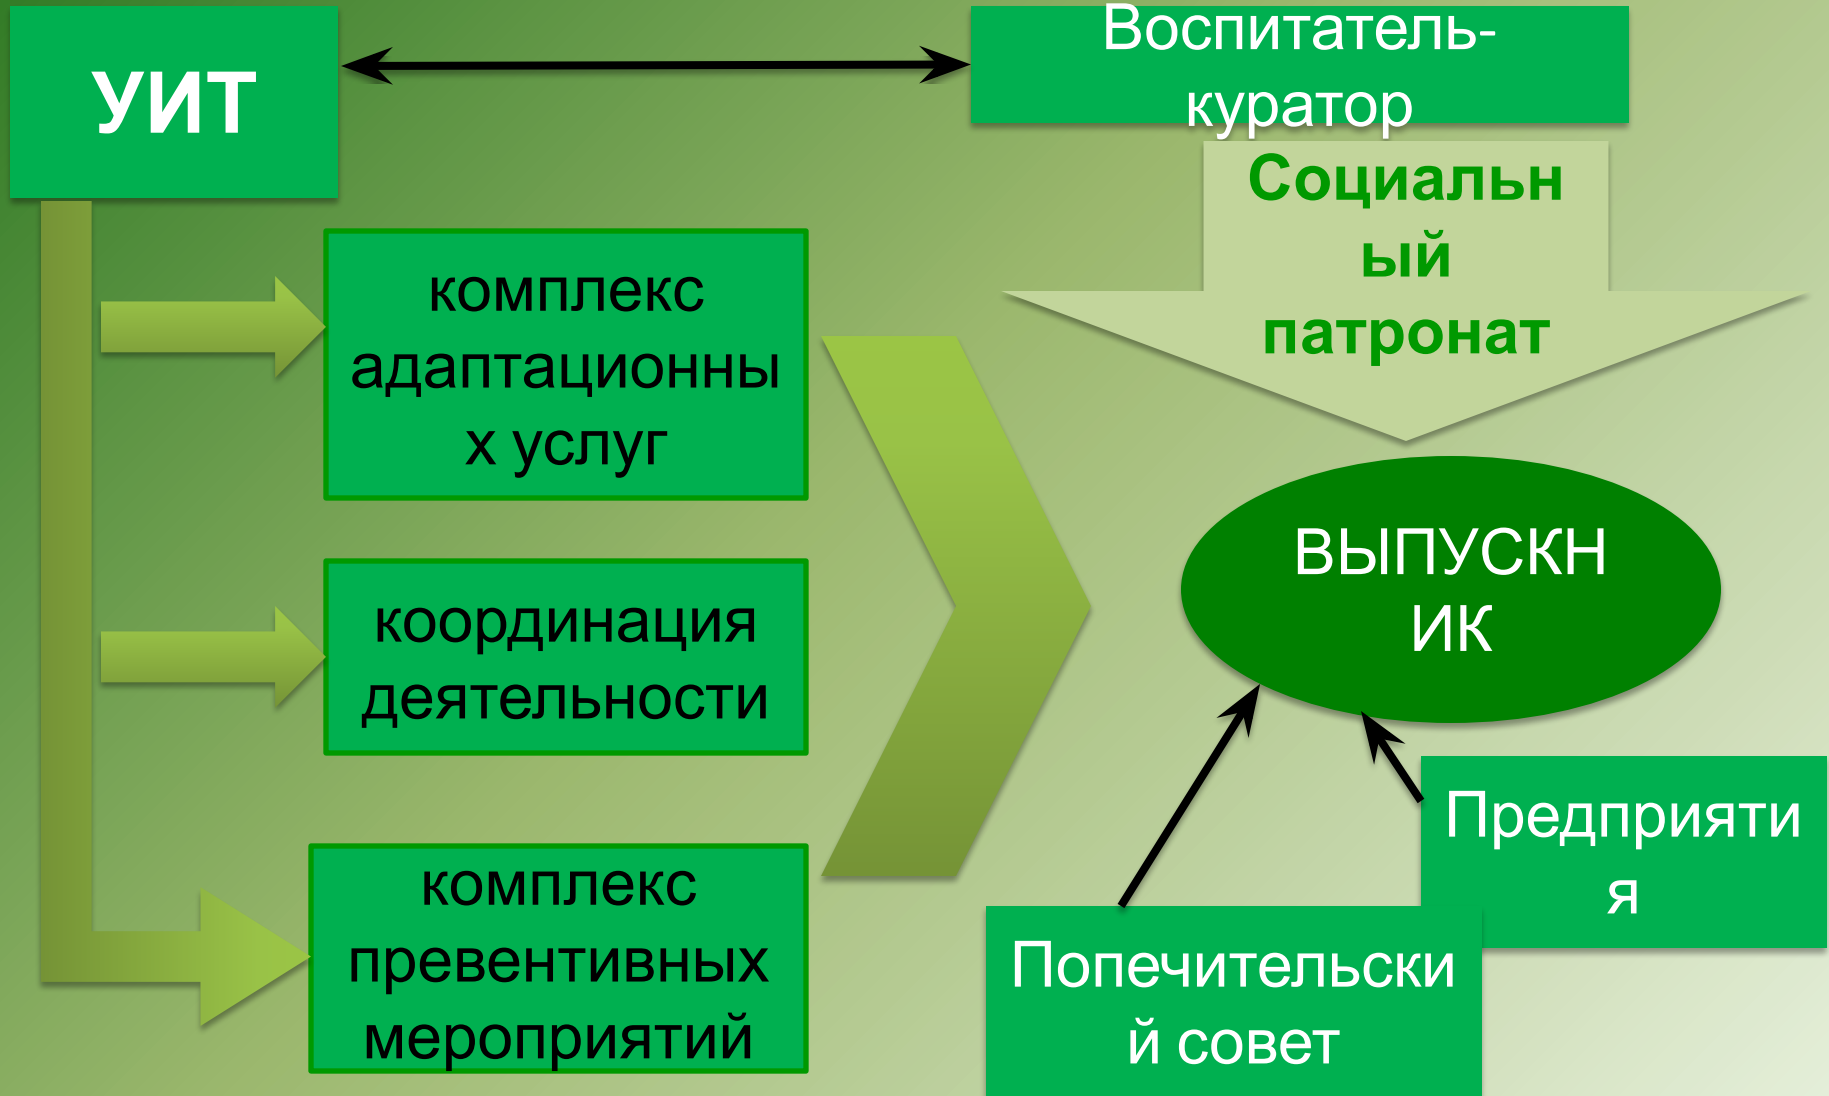 УИТ
Воспитатель-
куратор
Социальн
ый
патронат
комплекс
адаптационны
х услуг
координация
деятельности
комплекс
превентивных
мероприятий
ВЫПУСКН
ИК
Предприяти
я
Попечительски
й совет